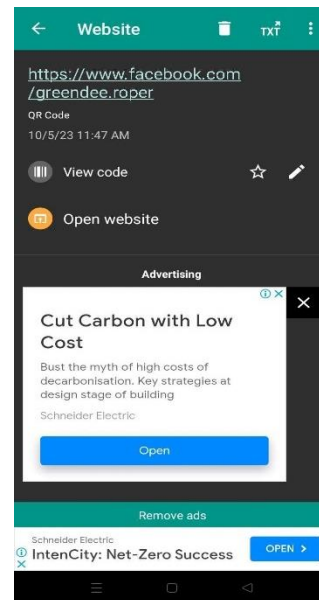 Website
TXT
https://www.facebook.com
/greendee.roper
QR Code
10/5/23 11:47 AM
View code
Open website
Advertising
Cut Carbon with Low
Cost
Bust the myth of high costs of
decarbonisation. Key strategies at
design stage of building
Schneider Electric
Open
Remove ads
Schneider Electric
IntenCity: Net-Zero Success
OPEN